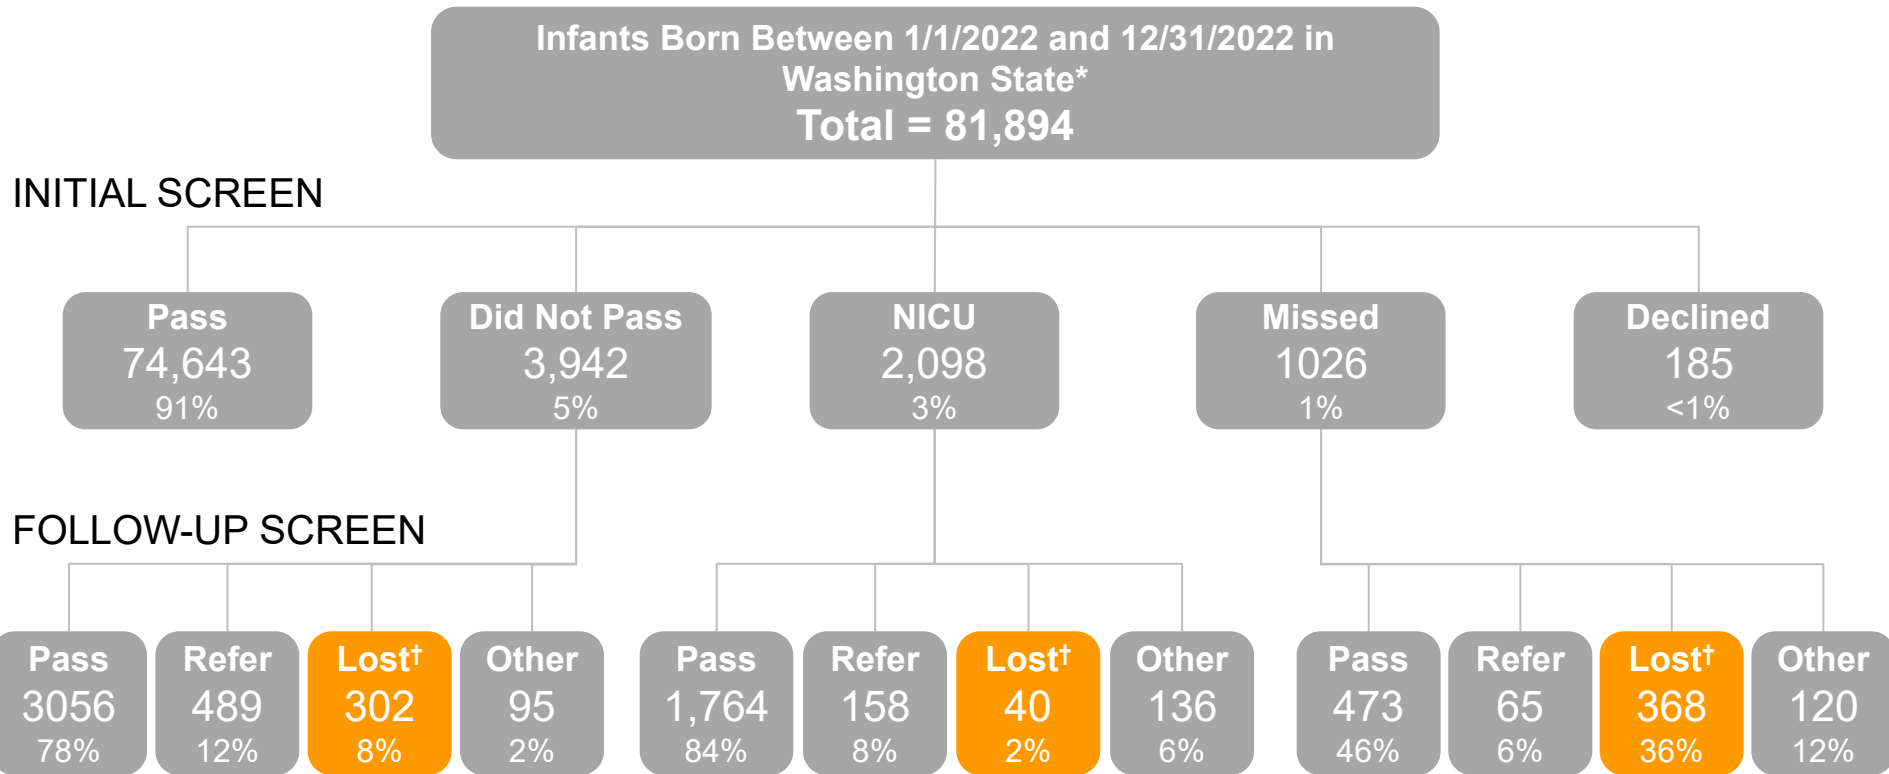 Infants Born Between 1/1/2022 and 12/31/2022 in
Washington State*
Total = 81,894
INITIAL SCREEN
Pass
74,643
91%
Did Not Pass
3,942
5%
NICU
2,098
3%
Missed
1026
1%
Declined
185
<1%
FOLLOW-UP SCREEN
Pass
3056
78%
Refer
489
12%
Lost†
302
8%
Other
95
2%
Pass
1,764
84%
Refer
158
8%
Lost†
40
2%
Other
136
6%
Pass
473
46%
Refer
65
6%
Lost†
368
36%
Other
120
12%